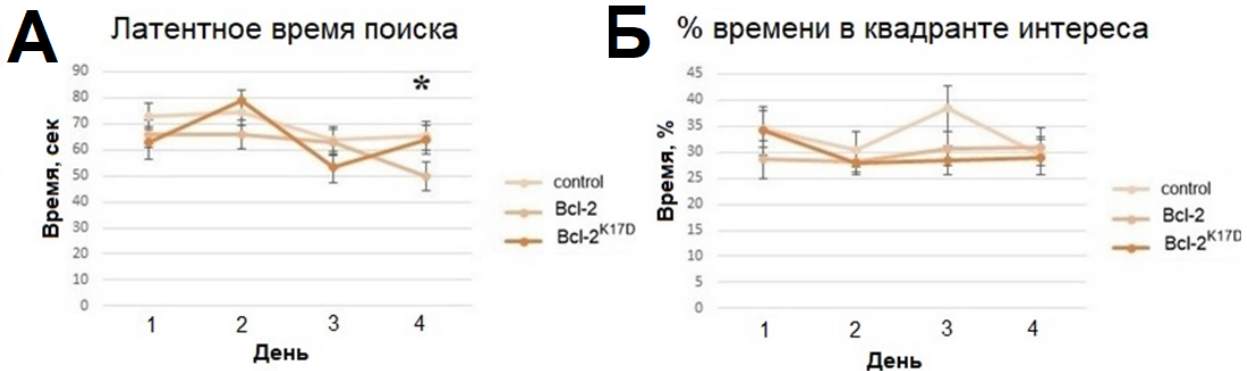 А
Латентное время поиска
Время, сек
90
80
70
60
50
40
30
20
10
0
*
1 2 3 4
День
control
Bcl-2
Bcl-2K17D
Б
% времени в квадранте интереса
Время, %
45
40
35
30
25
20
15
10
5
0
1 2 3 4
День
control
Bcl-2
Bcl-2K17D